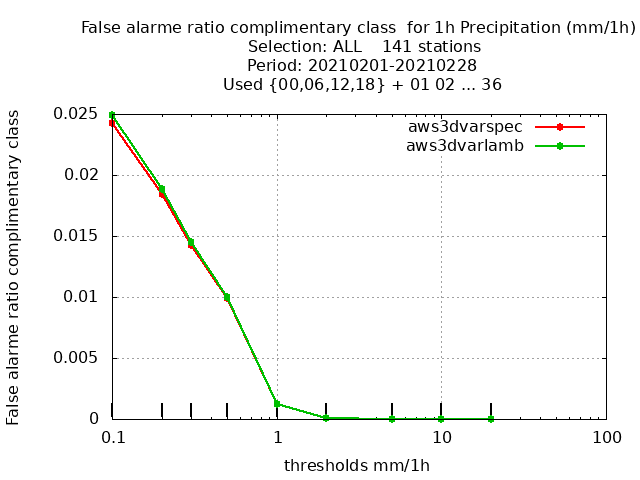 False alarme ratio complimentary class  for 1h Precipitation (mm/1h)
Selection: ALL    141 stations
Period: 20210201-20210228
Used {00,06,12,18} + 01 02 ... 36
False alarme ratio complimentary class
aws3dvarspec
aws3dvarlamb
0.025
0.02
0.015
0.01
0.005
0
0.1 1 10 100
thresholds mm/1h